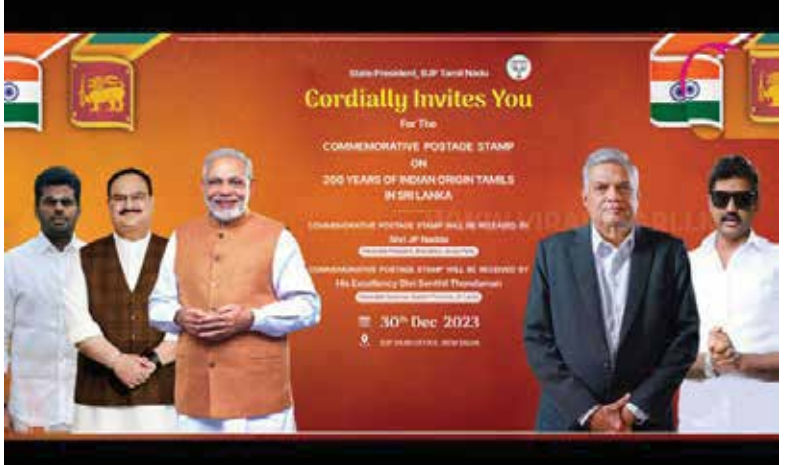 State President, BJP Tamil Nadu
Cordially Invites You
For The
COMMEMORATIVE POSTAGE STAMP
ON
200 YEARS OF INDIAN ORIGIN TAMILS
IN SRI LANKA
COMMEMORATIVE POSTAGE STAMP WILL BE RELEASED BY
Shri JP Nadda
COMMEMORATIVE POSTAGE STAMP WILL BE RECEIVED BY
His Excellency Shri Senthil Thondaman
30th Dec 2023
BJP HEAD OFFICE, NEW DELHI